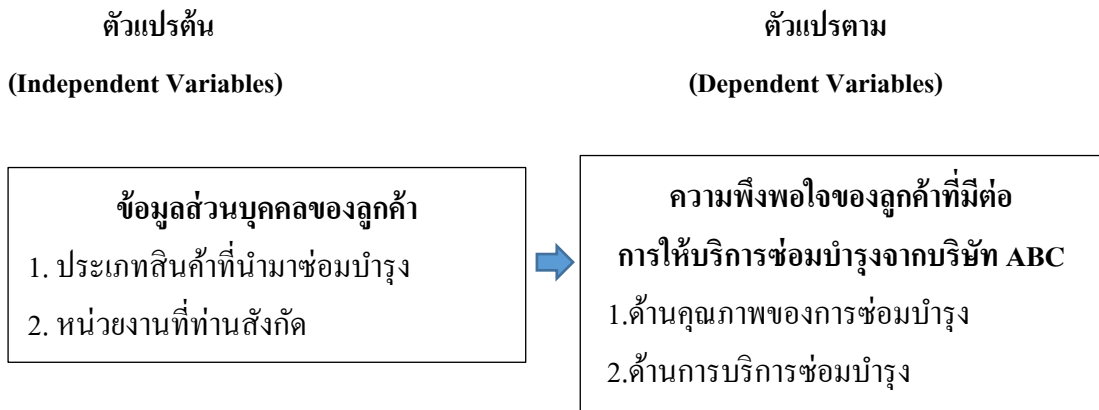 ตัวแปรต้น
(Independent Variables)
ตัวแปรตาม
(Dependent Variables)
ข้อมูลส่วนบุคคลของลูกค้า
1. ประเภทสินค้าที่นำมาซ่อมบำรุง
2. หน่วยงานที่ท่านสังกัด
ความพึงพอใจของลูกค้าที่มีต่อ
การให้บริการซ่อมบำรุงจากบริษัท ABC
1.ด้านคุณภาพของการซ่อมบำรุง
2.ด้านการบริการซ่อมบำรุง